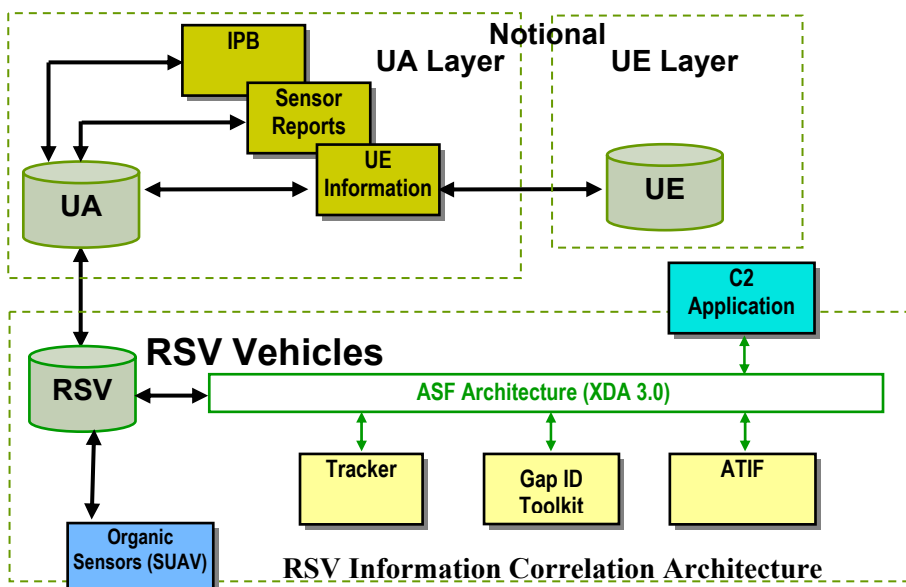 Notional
IPB
UA Layer
UE Layer
Sensor
Reports
UE
Information
UA
UE
C2
Application
RSV Vehicles
RSV
ASF Architecture (XDA 3.0)
Tracker
Gap ID
Toolkit
ATIF
Organic
Sensors (SUAV)
RSV Information Correlation Architecture